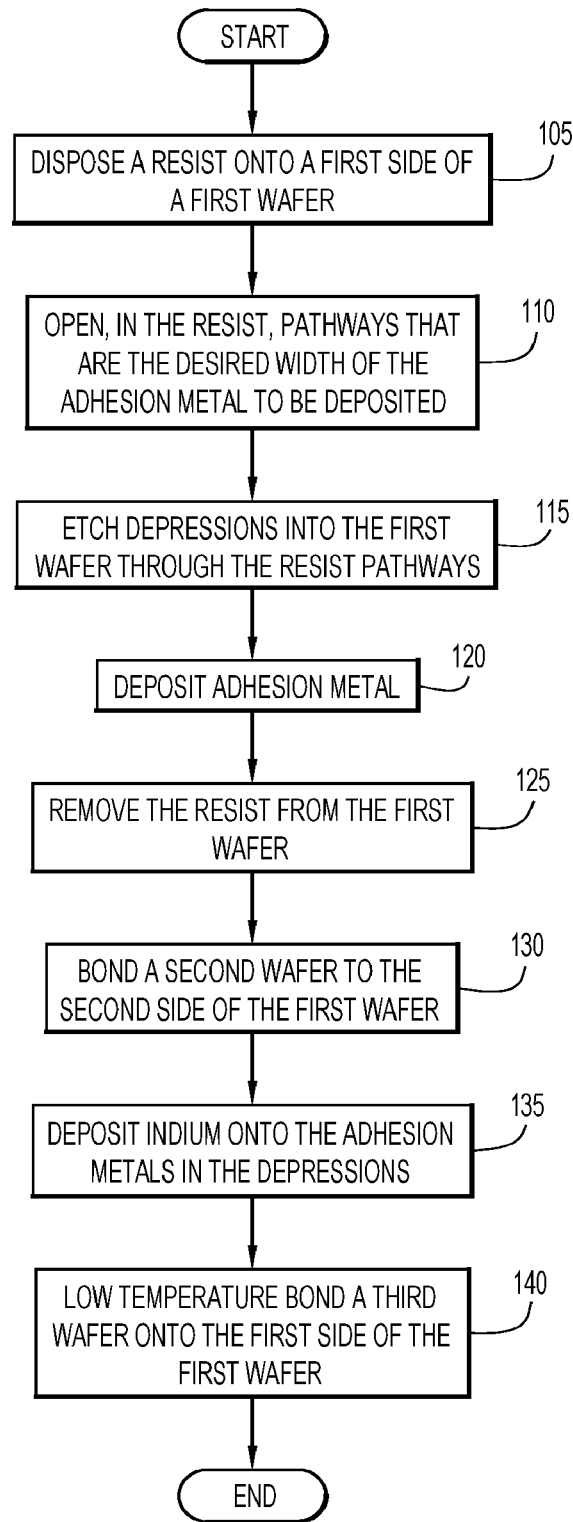 START
105
DISPOSE A RESIST ONTO A FIRST SIDE OF
A FIRST WAFER
110
OPEN, IN THE RESIST, PATHWAYS THAT
ARE THE DESIRED WIDTH OF THE
ADHESION METAL TO BE DEPOSITED
115
ETCH DEPRESSIONS INTO THE FIRST
WAFER THROUGH THE RESIST PATHWAYS
120
DEPOSIT ADHESION METAL
125
REMOVE THE RESIST FROM THE FIRST
WAFER
130
BOND A SECOND WAFER TO THE
SECOND SIDE OF THE FIRST WAFER
135
DEPOSIT INDIUM ONTO THE ADHESION
METALS IN THE DEPRESSIONS
140
LOW TEMPERATURE BOND A THIRD
WAFER ONTO THE FIRST SIDE OF THE
FIRST WAFER
END